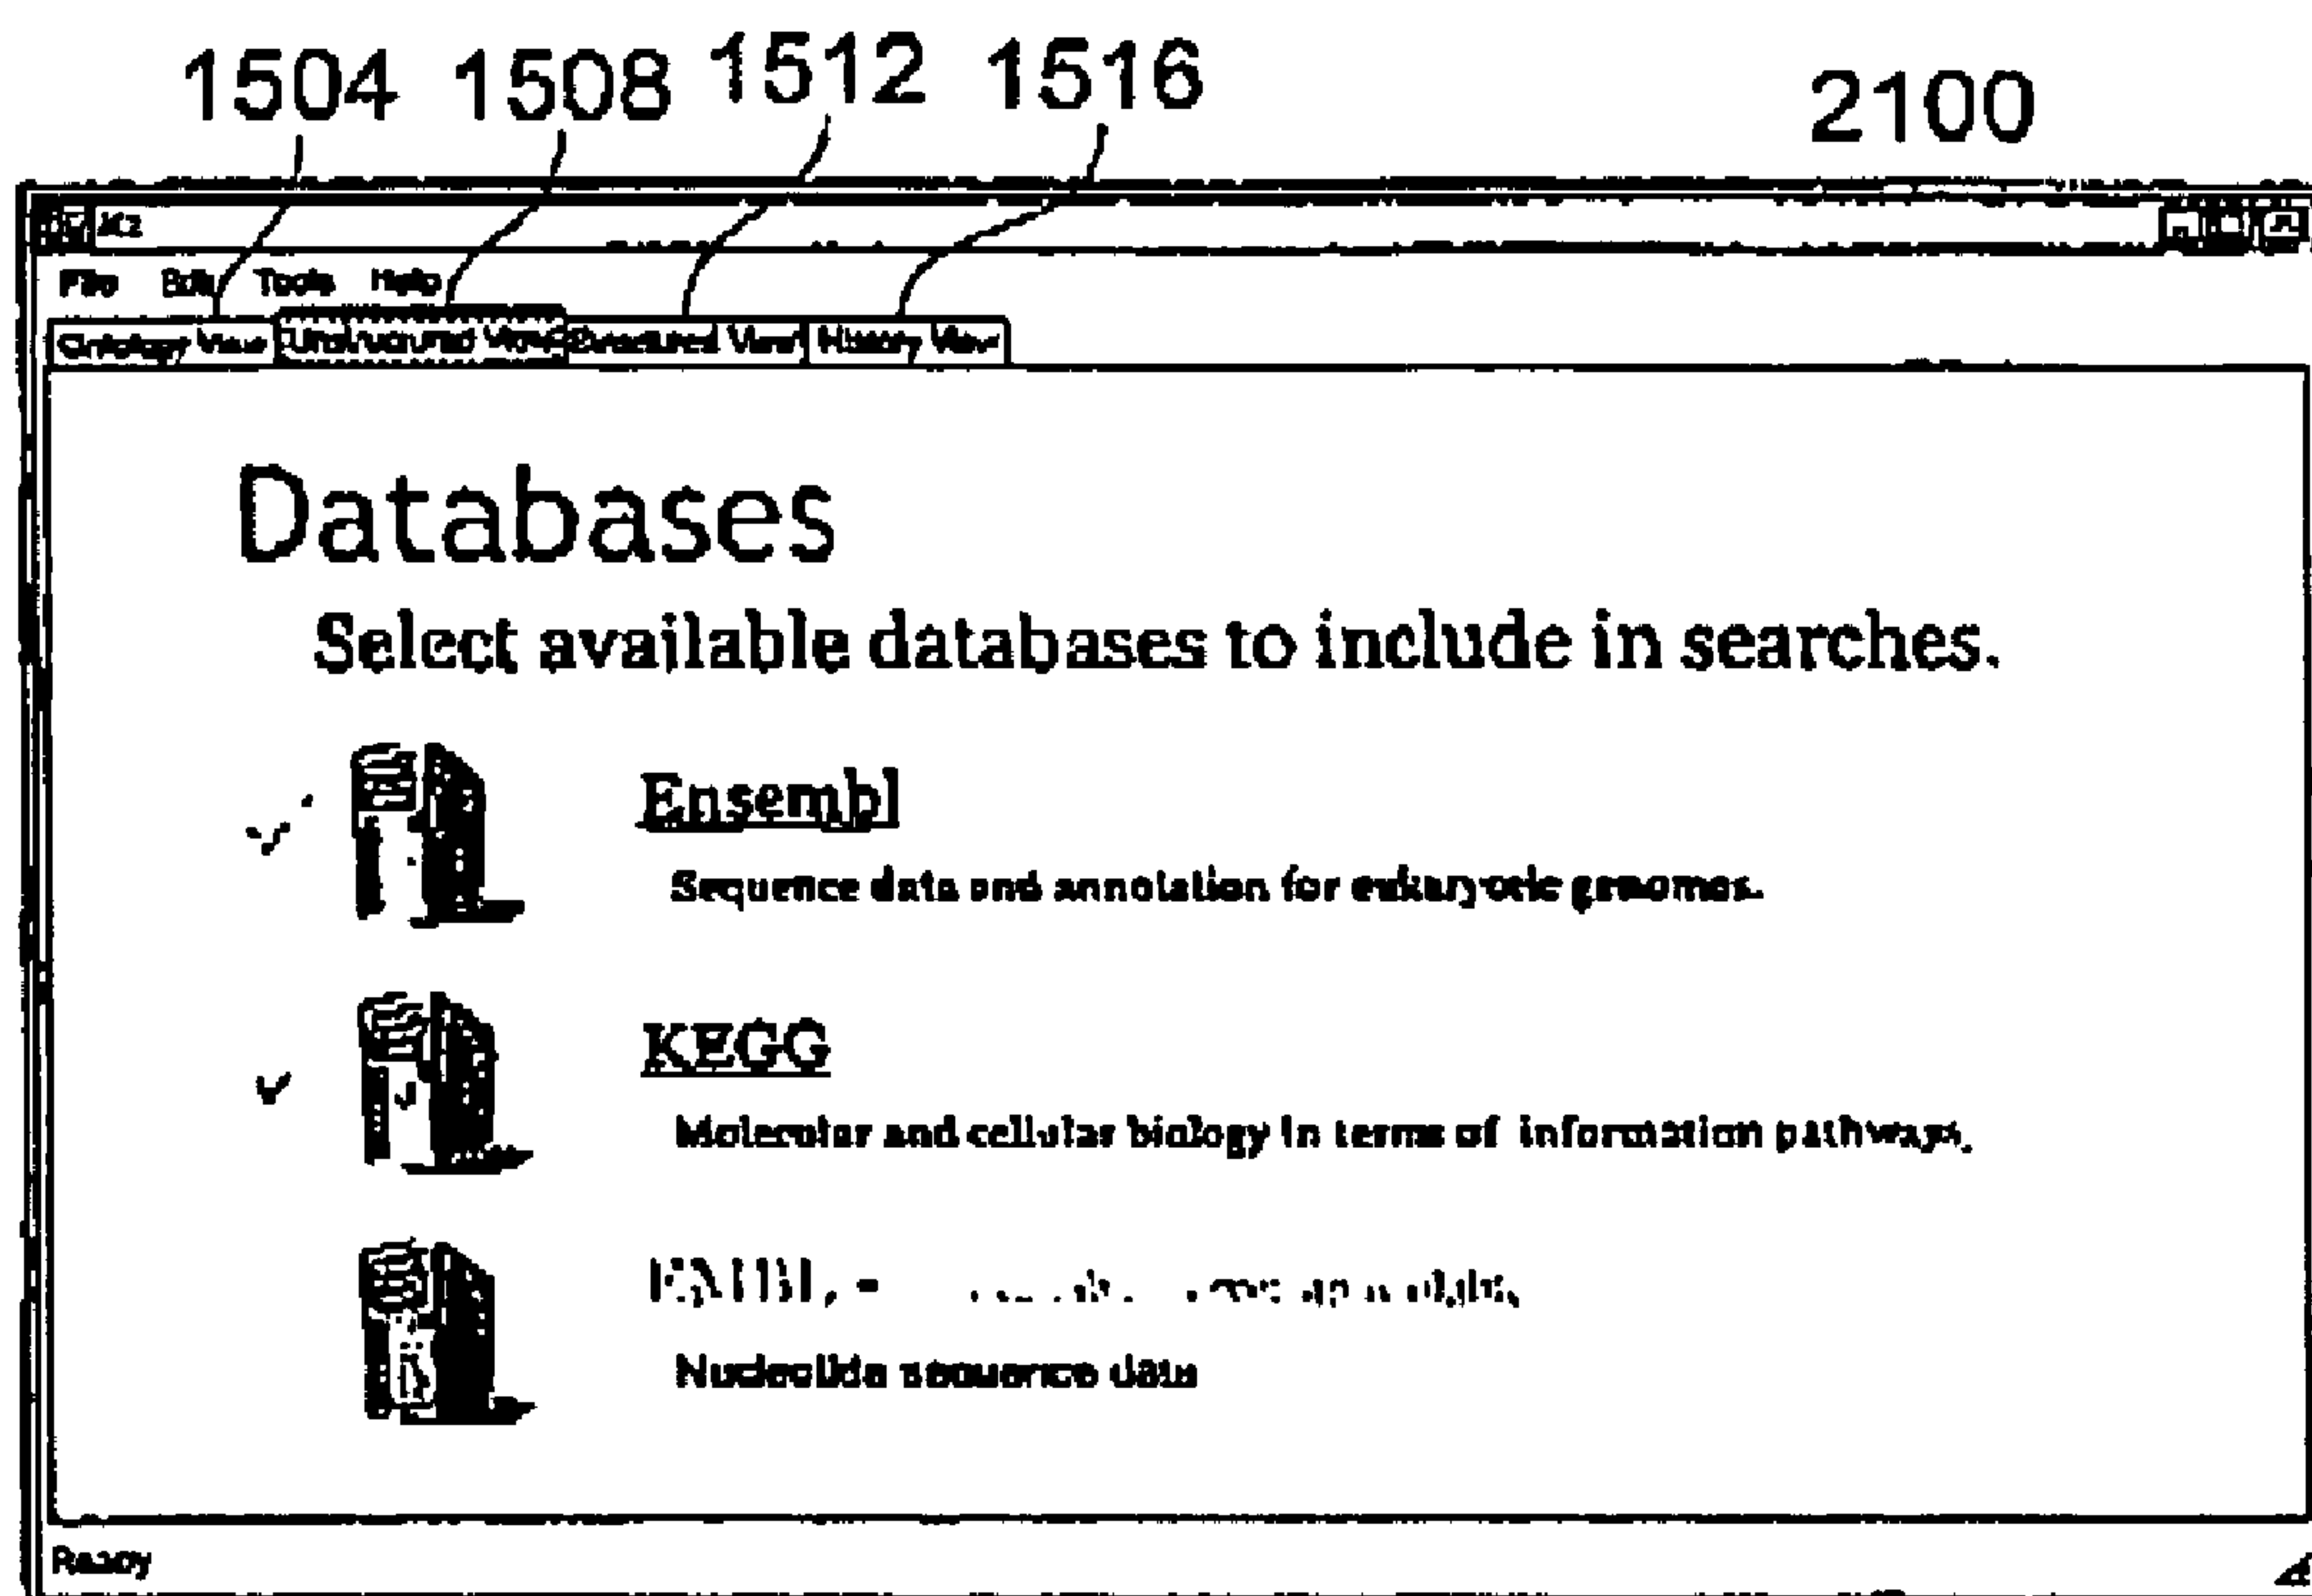 1504 1508 1512 1516 2100
File Edit Tools Help
Ontology View Workbench View View History View
Databases
Select available databases to include in searches.
Ensembl
Sequence data and annotation for eukaryotic genomes.
KEGG
Molecular and cellular biology in terms of information pathways.
Nucleotide sequence data
Ready